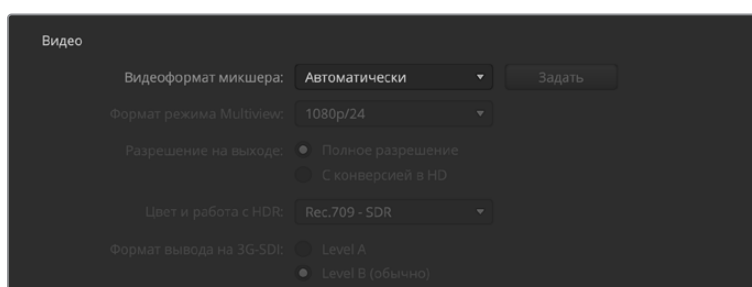 Видео
Видеоформат микшера: Автоматически Задать
Формат режима Multiview: 1080p/24
Разрешение на выходе: Полное разрешение
С конверсией в HD
Цвет и работа с HDR: Rec.709 - SDR
Формат вывода на 3G-SDI: Level A
Level B (обычно)